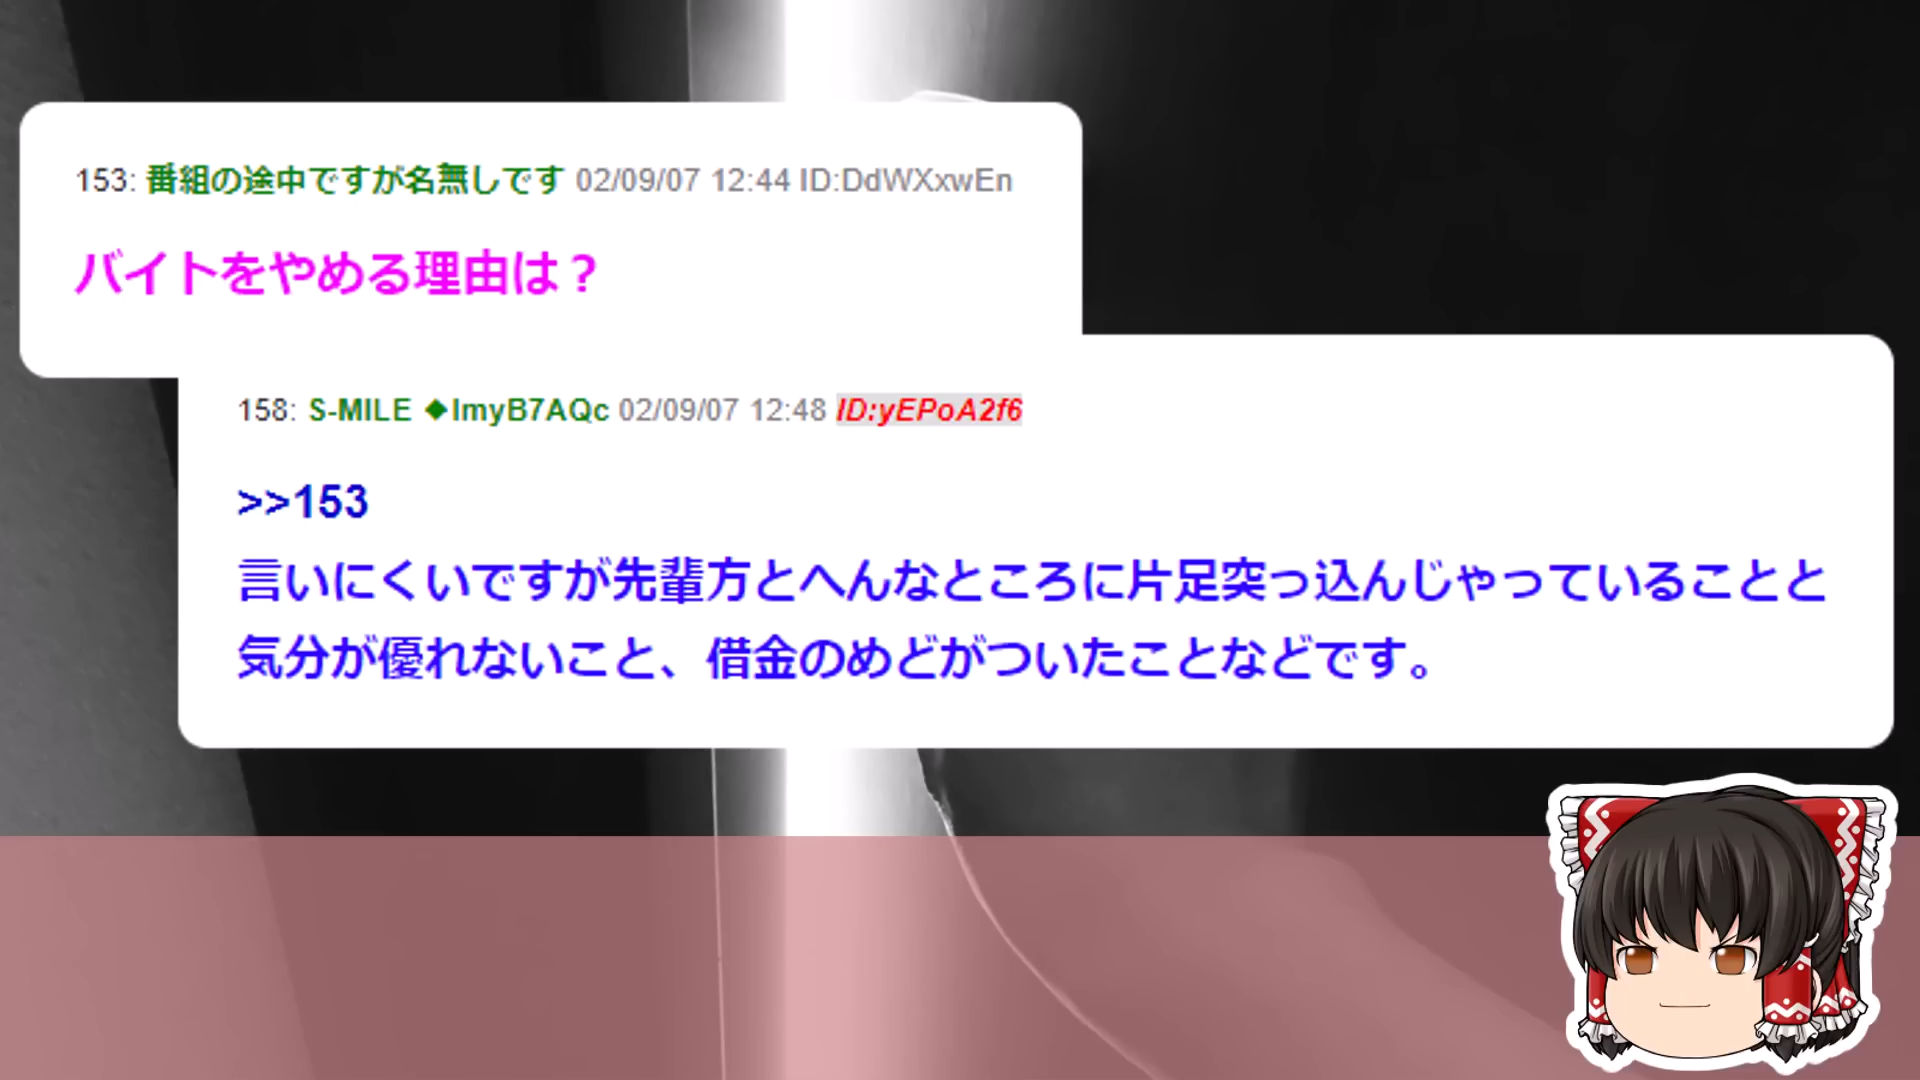 153: 番組の途中ですが名無しです 02/09/07 12:44 ID:DdWXxwEn
バイトをやめる理由は？
158: S-MILE ◆ImyB7AQc 02/09/07 12:48 ID:yEPoA2f6
>>153
言いにくいですが先輩方とへんなところに片足突っ込んじゃっていることと
気分が優れないこと、借金のめどがついたことなどです。